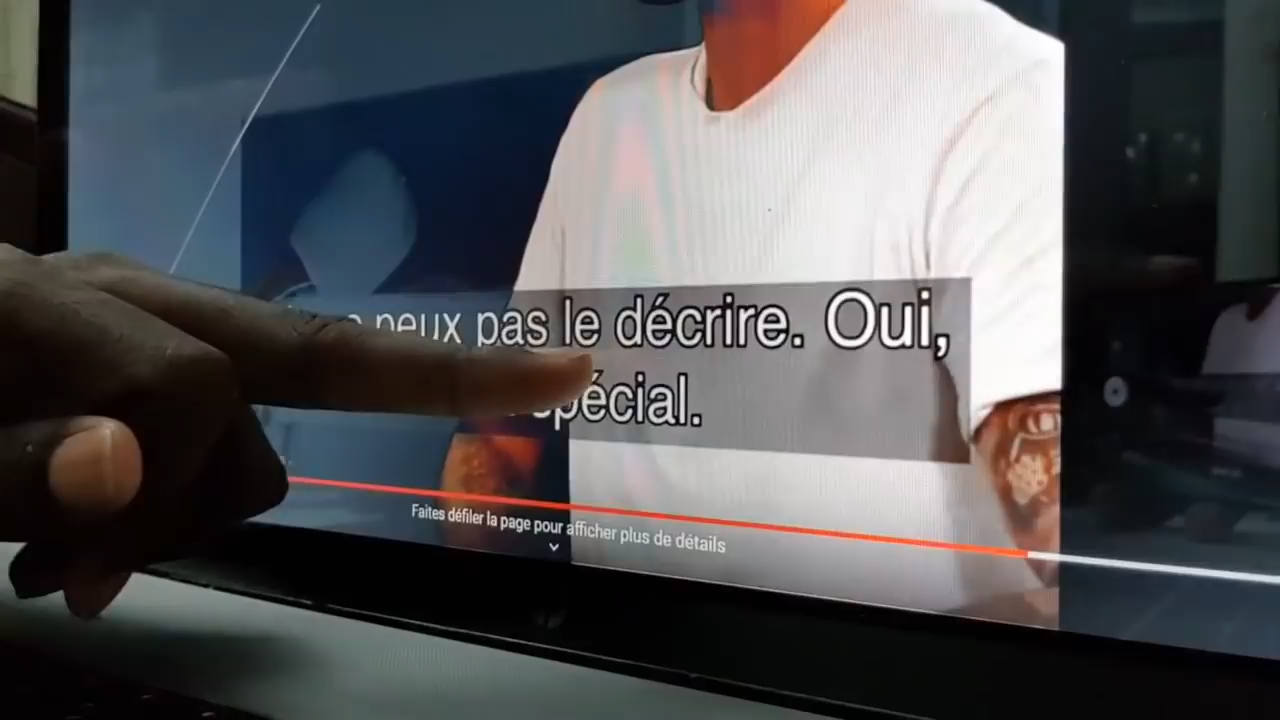 peux pas le décrire. Oui,
spécial.
Faites défiler la page pour afficher plus de détails